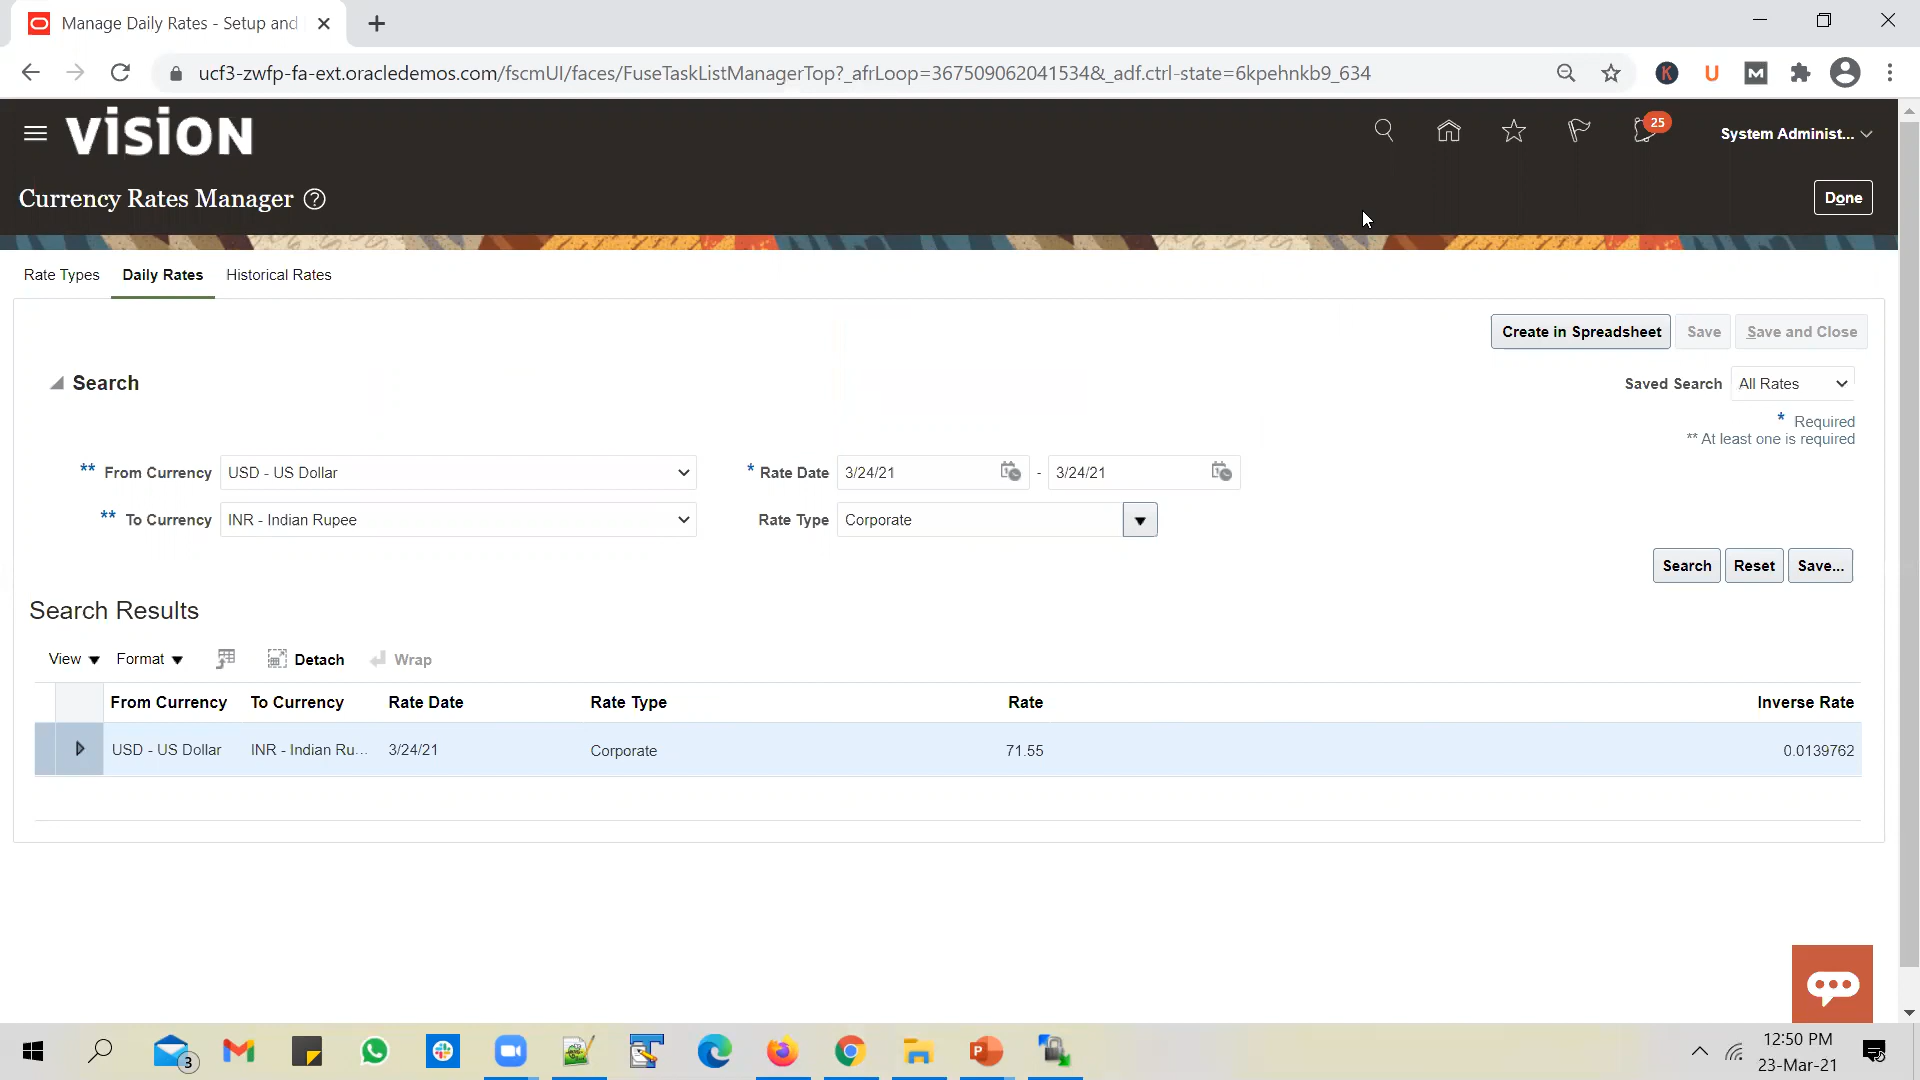 Manage Daily Rates - Setup and
ucf3-zwfp-fa-ext.oracledemos.com/fscmUI/faces/FuseTaskListManagerTop?_afrLoop=367509062041534&_adf.ctrl-state=6kpehnkb9_634
K U M
VISION
25
System Administ...
Currency Rates Manager ?
Done
Rate Types Daily Rates Historical Rates
Create in Spreadsheet Save Save and Close
Search
Saved Search All Rates
* Required
** At least one is required
** From Currency USD - US Dollar * Rate Date 3/24/21 - 3/24/21
** To Currency INR - Indian Rupee Rate Type Corporate
Search Reset Save...
Search Results
View Format Detach Wrap
From Currency To Currency Rate Date Rate Type Rate Inverse Rate
USD - US Dollar INR - Indian Ru... 3/24/21 Corporate 71.55 0.0139762
3
12:50 PM
23-Mar-21